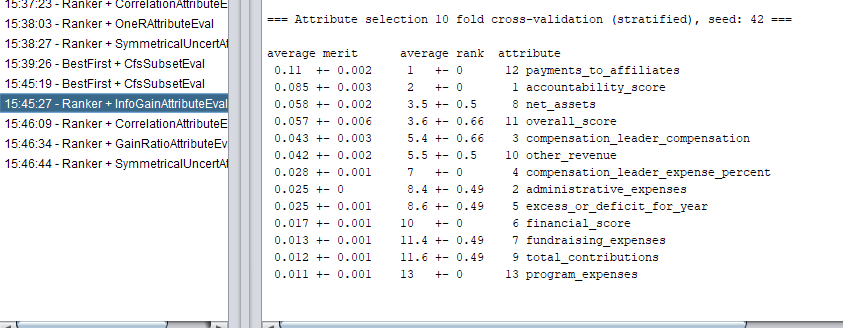 15:37:23 - Ranker + CorrelationAttributeE
15:38:03 - Ranker + OneRAttributeEval
15:38:27 - Ranker + SymmetricalUncertAt
15:39:26 - BestFirst + CfsSubsetEval
15:45:19 - BestFirst + CfsSubsetEval
15:45:27 - Ranker + InfoGainAttributeEval
15:46:09 - Ranker + CorrelationAttributeE
15:46:34 - Ranker + GainRatioAttributeEval
15:46:44 - Ranker + SymmetricalUncertAt
=== Attribute selection 10 fold cross-validation (stratified), seed: 42 ===
average merit average rank attribute
0.11 +- 0.002 1 +- 0 12 payments_to_affiliates
0.085 +- 0.003 2 +- 0 1 accountability_score
0.058 +- 0.002 3.5 +- 0.5 8 net_assets
0.057 +- 0.006 3.6 +- 0.66 11 overall_score
0.043 +- 0.003 5.4 +- 0.66 3 compensation_leader_compensation
0.042 +- 0.002 5.5 +- 0.5 10 other_revenue
0.028 +- 0.001 7 +- 0 4 compensation_leader_expense_percent
0.025 +- 0 8.4 +- 0.49 2 administrative_expenses
0.025 +- 0.001 8.6 +- 0.49 5 excess_or_deficit_for_year
0.017 +- 0.001 10 +- 0 6 financial_score
0.013 +- 0.001 11.4 +- 0.49 7 fundraising_expenses
0.012 +- 0.001 11.6 +- 0.49 9 total_contributions
0.011 +- 0.001 13 +- 0 13 program_expenses